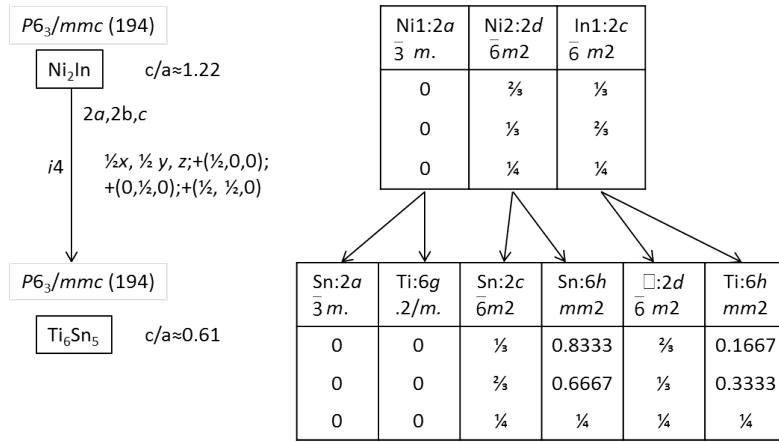 P6₃/mmc (194)
Ni₂In
c/a≈1.22
2a,2b,c
i4
½x, ½ y, z;+(½,0,0);
+(0,½,0);+(½, ½,0)
P6₃/mmc (194)
Ti₆Sn₅
c/a≈0.61
Ni1:2a Ni2:2d In1:2c
3̅ m. 6̅m2 6̅ m2
0 ⅔ ⅓
0 ⅓ ⅔
0 ¼ ¼
Sn:2a Ti:6g Sn:2c Sn:6h □:2d Ti:6h
3̅m. .2/m. 6̅m2 mm2 6̅ m2 mm2
0 0 ⅓ 0.8333 ⅔ 0.1667
0 0 ⅔ 0.6667 ⅓ 0.3333
0 0 ¼ ¼ ¼ ¼